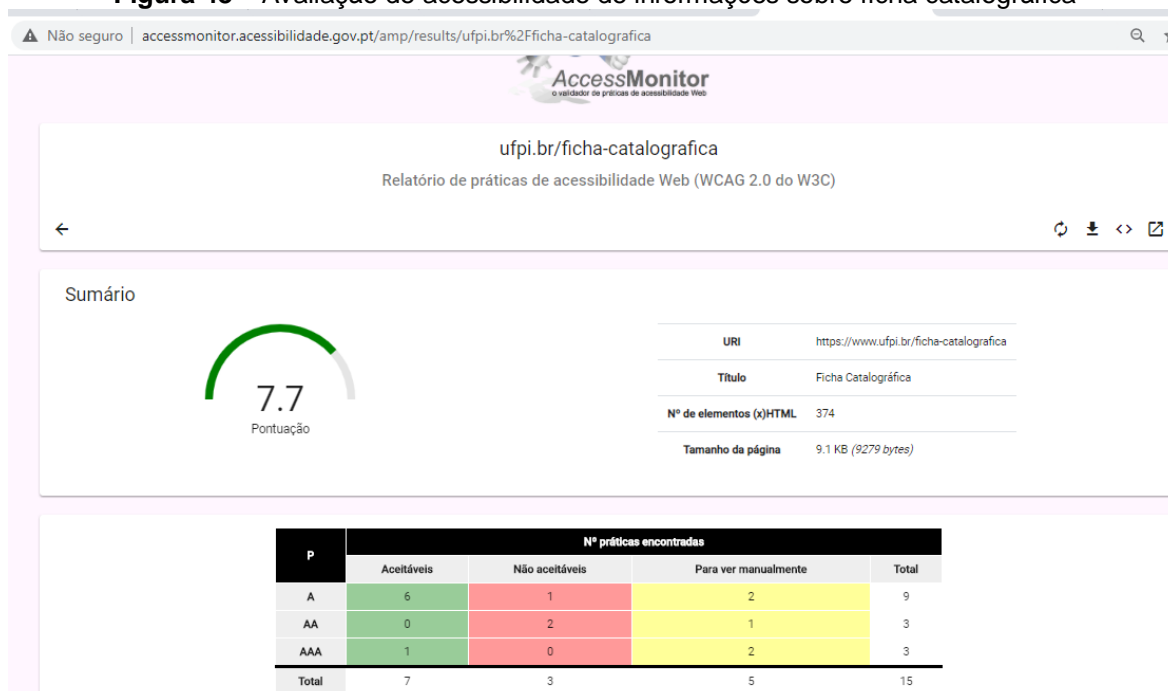 Não seguro | accessmonitor.acessibilidade.gov.pt/amp/results/ufpi.br%2Fficha-catalografica
AccessMonitor
o validador de práticas de acessibilidade Web
ufpi.br/ficha-catalografica
Relatório de práticas de acessibilidade Web (WCAG 2.0 do W3C)
Sumário
7.7
Pontuação
URI https://www.ufpi.br/ficha-catalografica
Título Ficha Catalográfica
Nº de elementos (x)HTML 374
Tamanho da página 9.1 KB (9279 bytes)
P Nº práticas encontradas
Aceitáveis Não aceitáveis Para ver manualmente Total
A 6 1 2 9
AA 0 2 1 3
AAA 1 0 2 3
Total 7 3 5 15